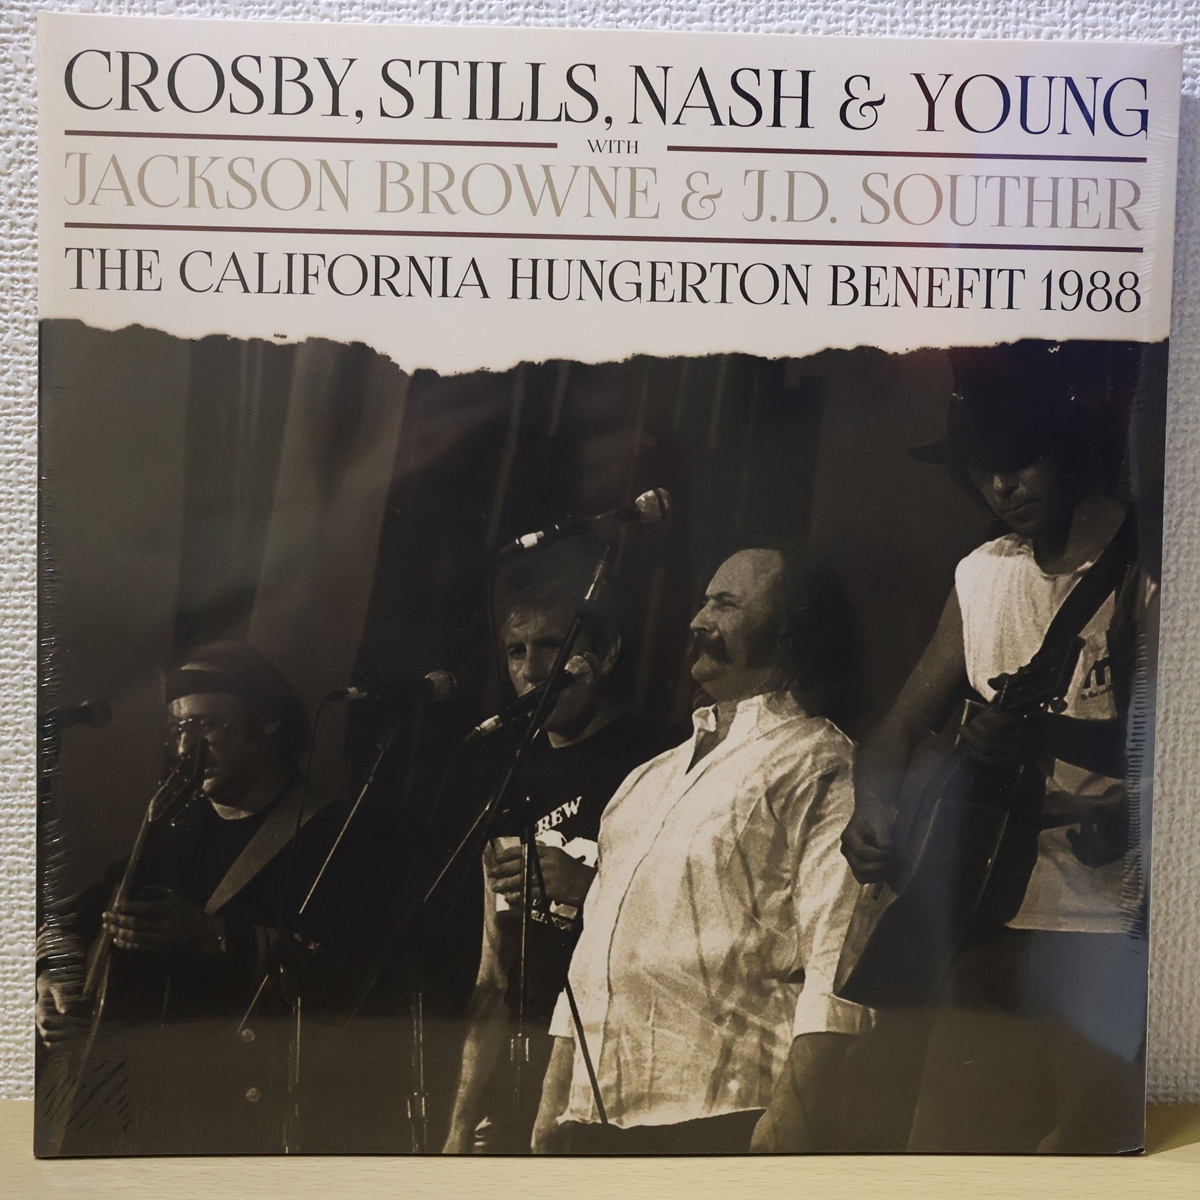 CROSBY, STILLS, NASH & YOUNG
WITH
JACKSON BROWNE & J.D. SOUTHER
THE CALIFORNIA HUNGERTON BENEFIT 1988